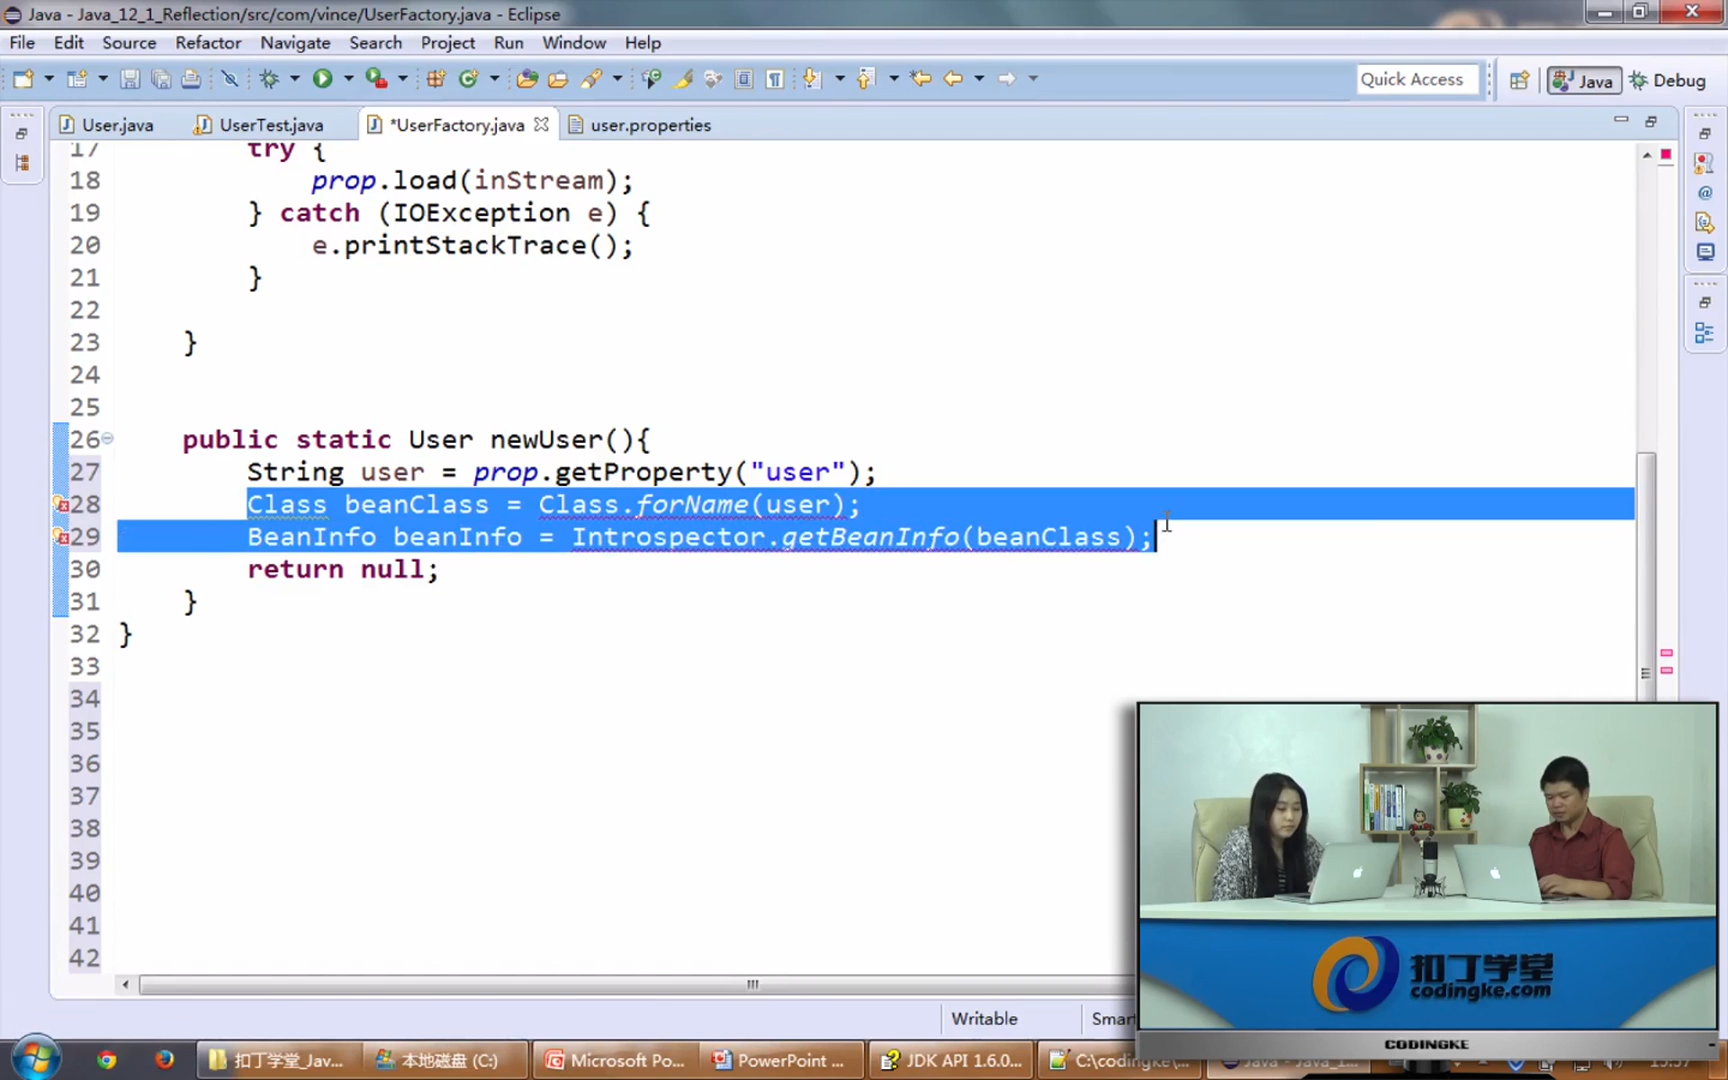 Java - Java_12_1_Reflection/src/com/vince/UserFactory.java - Eclipse
File Edit Source Refactor Navigate Search Project Run Window Help
Quick Access Java Debug
User.java UserTest.java *UserFactory.java user.properties
17 try {
18 prop.load(inStream);
19 } catch (IOException e) {
20 e.printStackTrace();
21 }
22
23 }
24
25
26 public static User newUser(){
27 String user = prop.getProperty("user");
28 Class beanClass = Class.forName(user);
29 BeanInfo beanInfo = Introspector.getBeanInfo(beanClass);
30 return null;
31 }
32 }
33
34
35
36
37
38
39
40
41
42
扣丁学堂
codingke.com
CODINGKE
Writable Smar
扣丁学堂_Jav... 本地磁盘 (C:) Microsoft Po... PowerPoint ... JDK API 1.6.0... C:\codingke\... Java - Java_1...